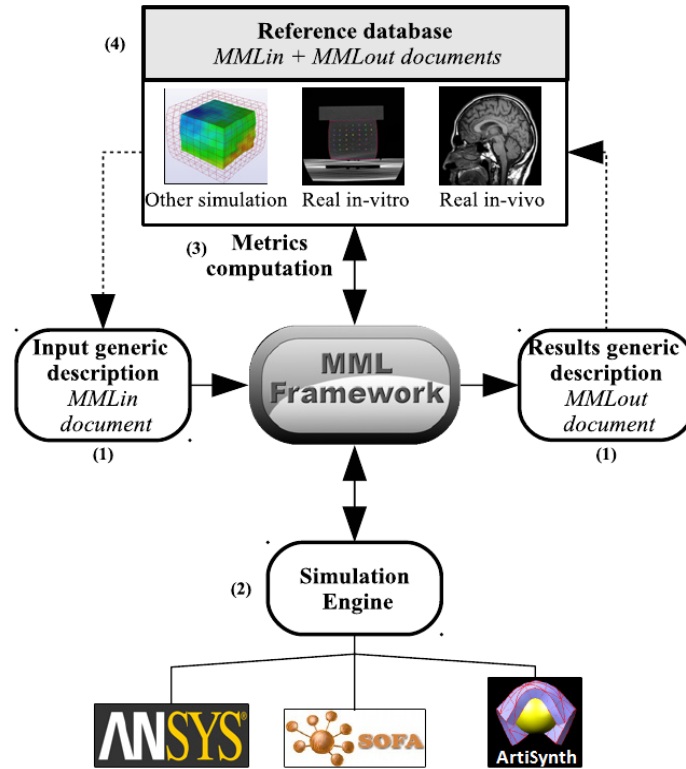 (4)
Reference database
MMLin + MMLout documents
Other simulation
Real in-vitro
Real in-vivo
(3)
Metrics
computation
Input generic
description
MMLin
document
(1)
MML
Framework
Results generic
description
MMLout
document
(1)
(2)
Simulation
Engine
ANSYS®
SOFA
ArtiSynth